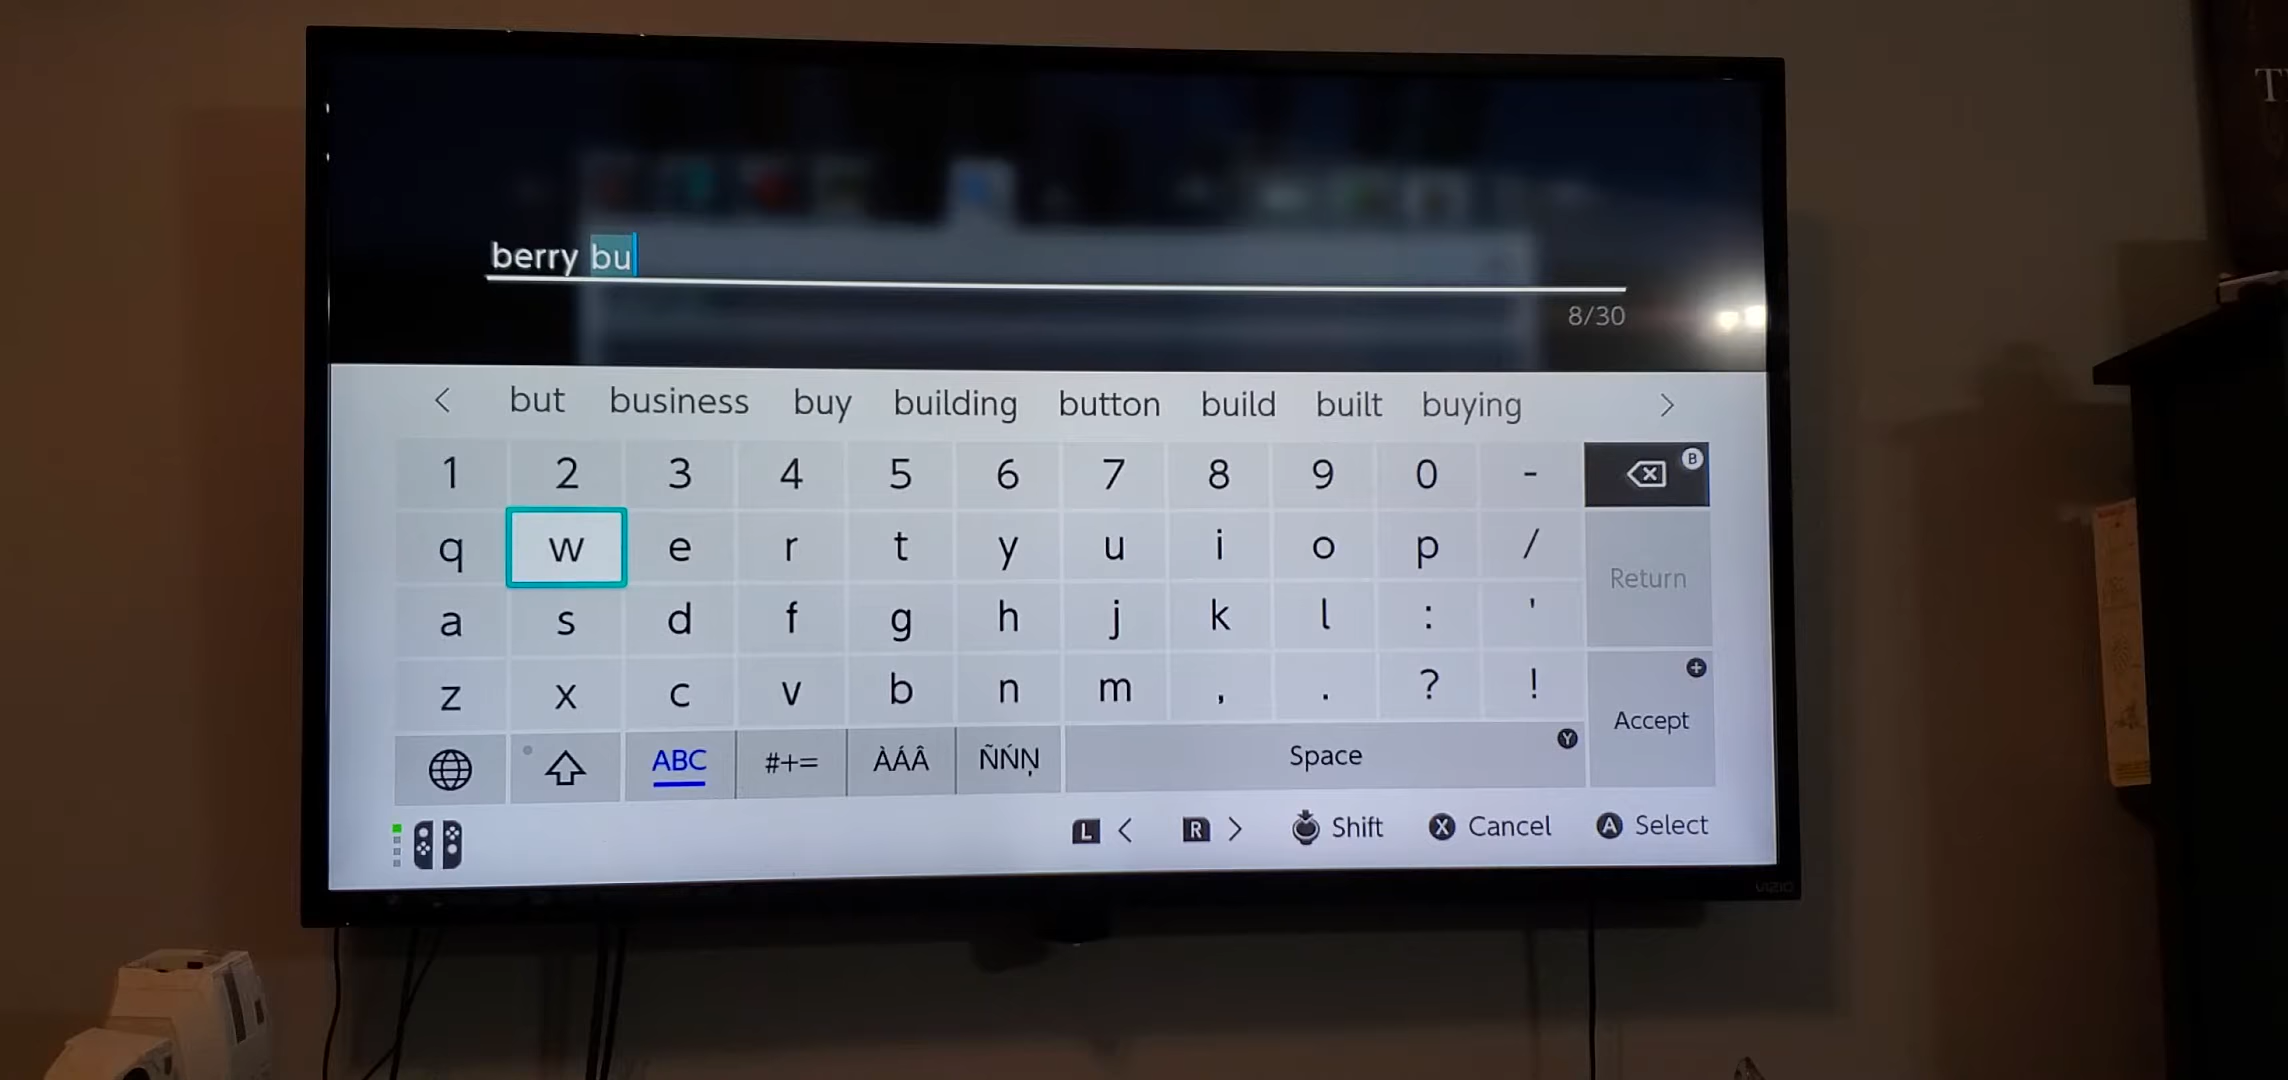 berry bu
8/30
< but business buy building button build built buying >
1 2 3 4 5 6 7 8 9 0 - B
q w e r t y u i o p / Return
a s d f g h j k l : '
z x c v b n m , . ? ! + Accept
ABC #+= ÀÁÂ ÑŃŅ Space Y
L < R > Shift X Cancel A Select
VIZIO
T